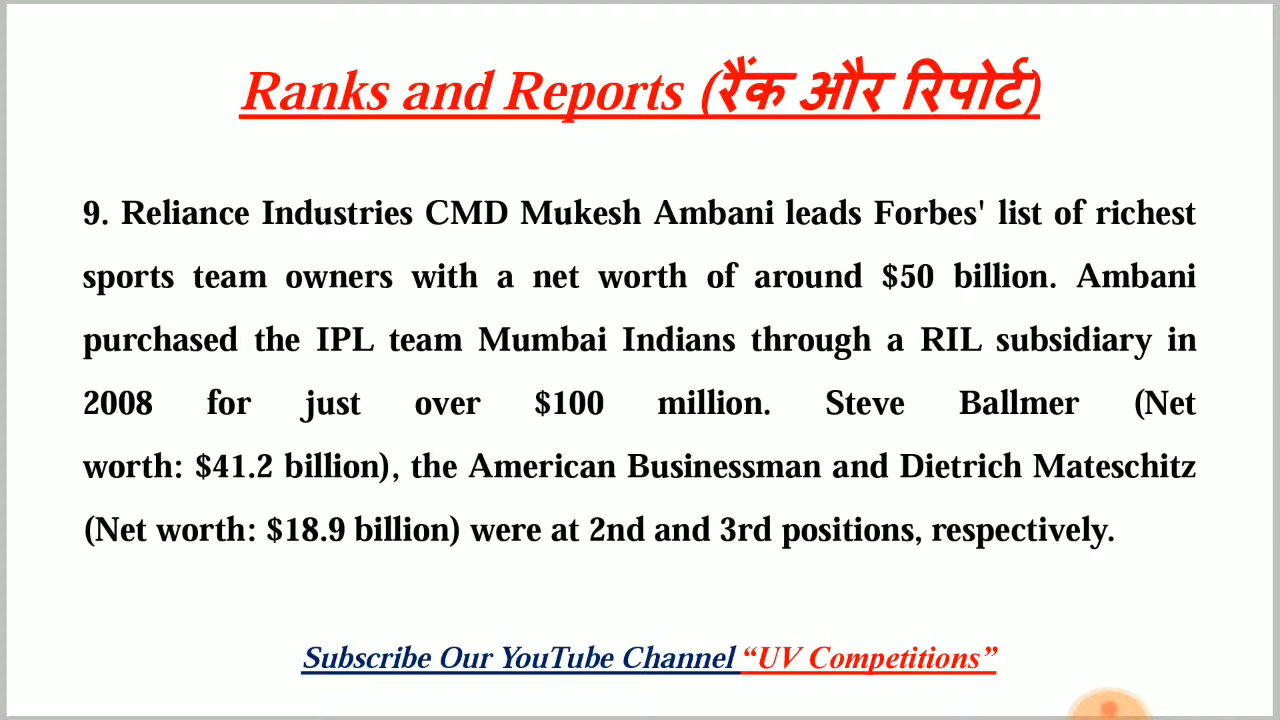 Ranks and Reports (रैंक और रिपोर्ट)
9. Reliance Industries CMD Mukesh Ambani leads Forbes' list of richest
sports team owners with a net worth of around $50 billion. Ambani
purchased the IPL team Mumbai Indians through a RIL subsidiary in
2008 for just over $100 million. Steve Ballmer (Net
worth: $41.2 billion), the American Businessman and Dietrich Mateschitz
(Net worth: $18.9 billion) were at 2nd and 3rd positions, respectively.
Subscribe Our YouTube Channel “UV Competitions”